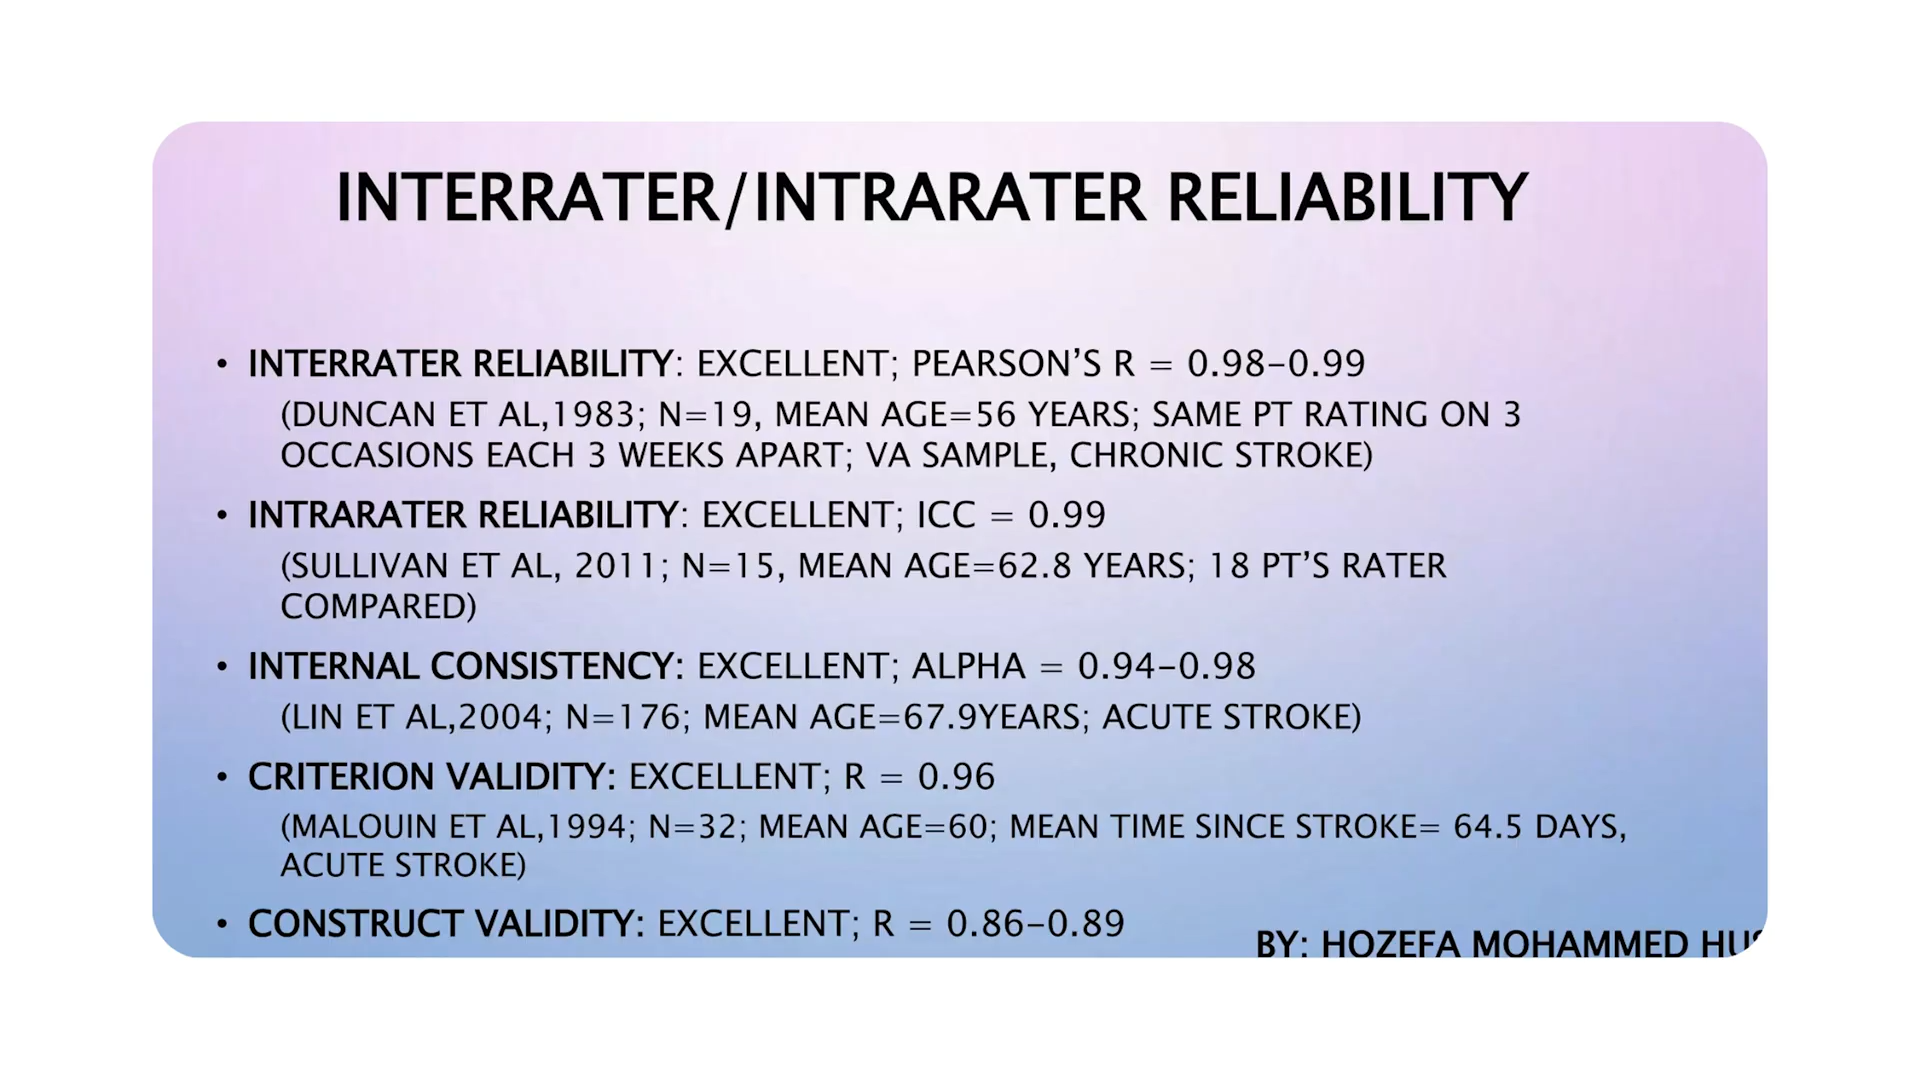 INTERRATER/INTRARATER RELIABILITY
• INTERRATER RELIABILITY: EXCELLENT; PEARSON’S R = 0.98–0.99
(DUNCAN ET AL,1983; N=19, MEAN AGE=56 YEARS; SAME PT RATING ON 3
OCCASIONS EACH 3 WEEKS APART; VA SAMPLE, CHRONIC STROKE)
• INTRARATER RELIABILITY: EXCELLENT; ICC = 0.99
(SULLIVAN ET AL, 2011; N=15, MEAN AGE=62.8 YEARS; 18 PT’S RATER
COMPARED)
• INTERNAL CONSISTENCY: EXCELLENT; ALPHA = 0.94–0.98
(LIN ET AL,2004; N=176; MEAN AGE=67.9YEARS; ACUTE STROKE)
• CRITERION VALIDITY: EXCELLENT; R = 0.96
(MALOUIN ET AL,1994; N=32; MEAN AGE=60; MEAN TIME SINCE STROKE= 64.5 DAYS,
ACUTE STROKE)
• CONSTRUCT VALIDITY: EXCELLENT; R = 0.86–0.89
BY: HOZEFA MOHAMMED